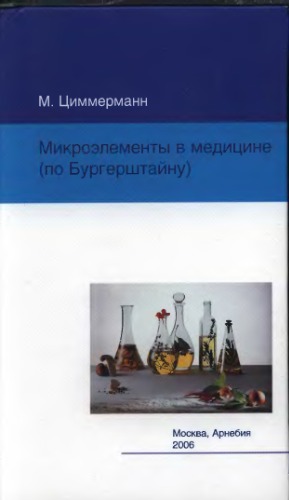 М. Циммерманн
Микроэлементы в медицине
(по Бургерштайну)
Москва, Арнебия
2006